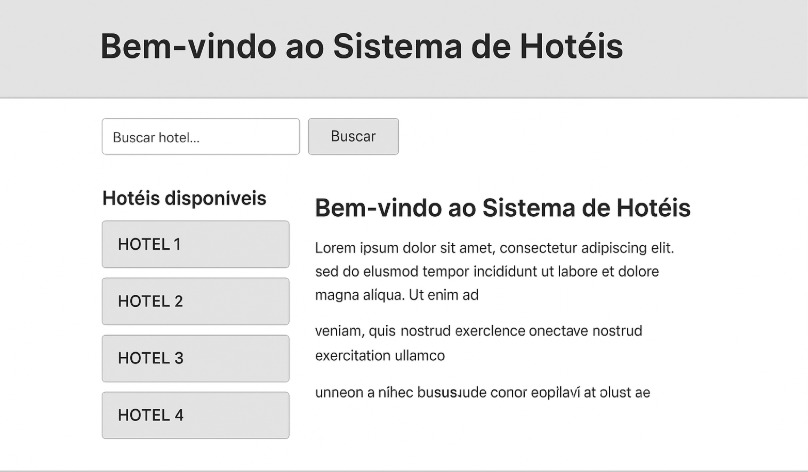 Bem-vindo ao Sistema de Hotéis
Buscar hotel...
Buscar
Hotéis disponíveis
HOTEL 1
HOTEL 2
HOTEL 3
HOTEL 4
Bem-vindo ao Sistema de Hotéis
Lorem ipsum dolor sit amet, consectetur adipiscing elit.
sed do elusmod tempor incididunt ut labore et dolore
magna alíqua. Ut enim ad
veniam, quis nostrud exerclence onectave nostrud
exercitation ullamco
unneon a níhec conor eopilaví at olust ae